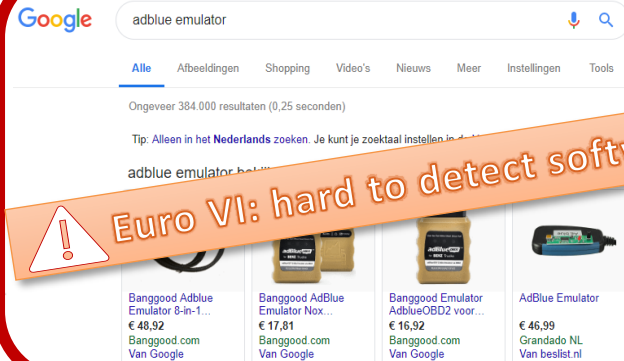 Google
adblue emulator
Alle Afbeeldingen Shopping Video's Nieuws Meer Instellingen Tools
Ongeveer 384.000 resultaten (0,25 seconden)
Tip: Alleen in het Nederlands zoeken. Je kunt je zoektaal instellen in
adblue emulator
Euro VI: hard to detect
Banggood Adblue Banggood AdBlue Banggood Emulator AdBlue Emulator
Emulator 8-in-1... Emulator Nox... AdblueOBD2 voor...
€ 48,92 € 17,81 € 16,92 € 46,99
Banggood.com Banggood.com Banggood.com Grandado NL
Van Google Van Google Van Google Van beslist.nl